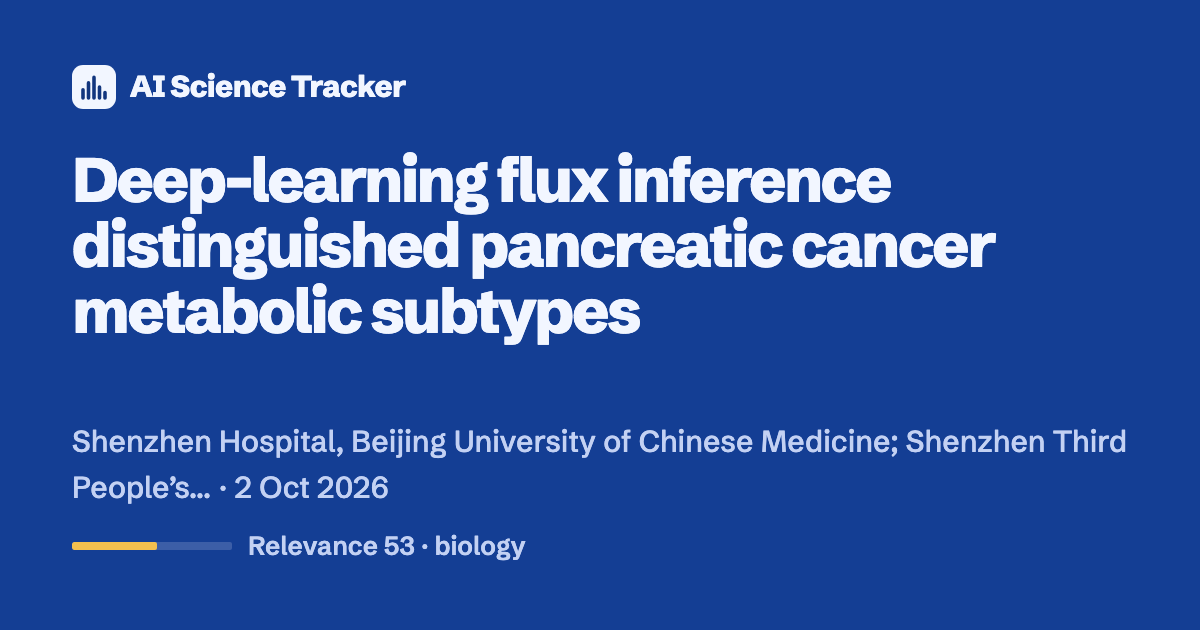 AI Science Tracker
Deep-learning flux inference
distinguished pancreatic cancer
metabolic subtypes
Shenzhen Hospital, Beijing University of Chinese Medicine; Shenzhen Third
People’s... · 2 Oct 2026
Relevance 53 · biology